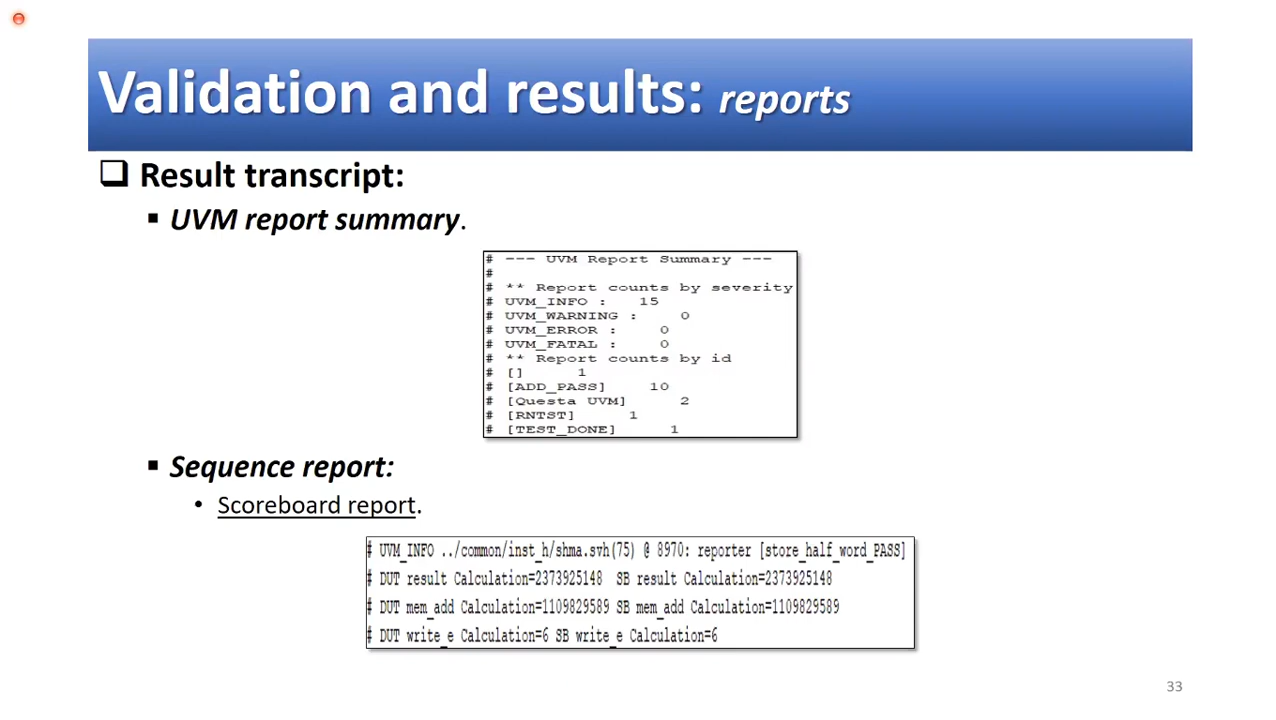 Validation and results: reports
Result transcript:
UVM report summary.
# --- UVM Report Summary ---
#
# ** Report counts by severity
# UVM_INFO : 15
# UVM_WARNING : 0
# UVM_ERROR : 0
# UVM_FATAL : 0
# ** Report counts by id
# [] 1
# [ADD_PASS] 10
# [Questa UVM] 2
# [RNTST] 1
# [TEST_DONE] 1
Sequence report:
• Scoreboard report.
# UVM_INFO ../common/inst_h/shma.svh(75) @ 8970: reporter [store_half_word_PASS]
# DUT result Calculation=2373925148 SB result Calculation=2373925148
# DUT mem_add Calculation=1109829589 SB mem_add Calculation=1109829589
# DUT write_e Calculation=6 SB write_e Calculation=6
33